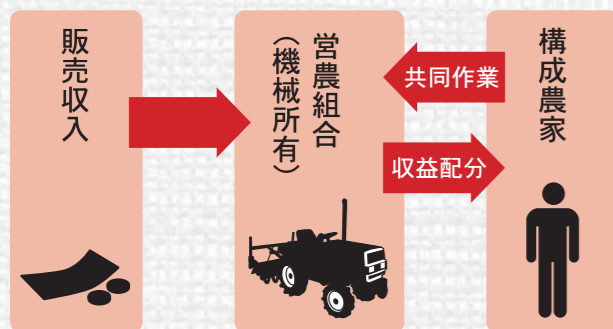 販売収入
営農組合
（機械所有）
共同作業
収益配分
構成農家